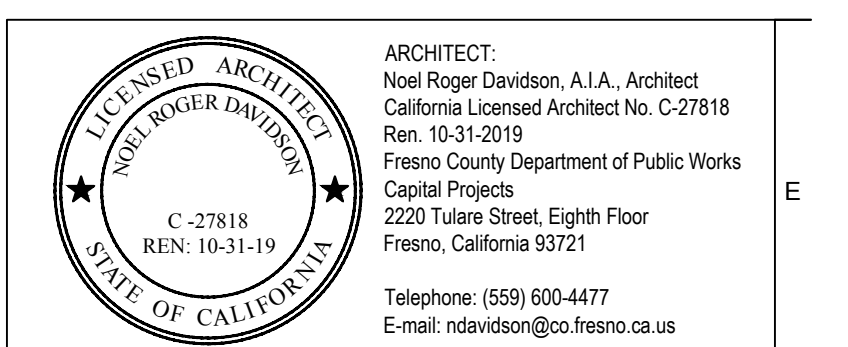 LICENSED ARCHITECT
NOEL ROGER DAVIDSON
C -27818
REN: 10-31-19
STATE OF CALIFORNIA
ARCHITECT:
Noel Roger Davidson, A.I.A., Architect
California Licensed Architect No. C-27818
Ren. 10-31-2019
Fresno County Department of Public Works
Capital Projects
2220 Tulare Street, Eighth Floor
Fresno, California 93721
Telephone: (559) 600-4477
E-mail: ndavidson@co.fresno.ca.us
E